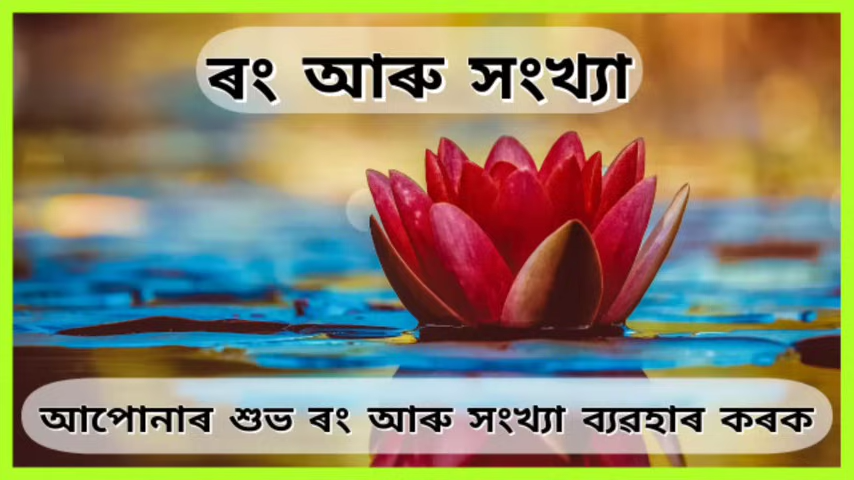 ৰং আৰু সংখ্যা
আপোনাৰ শুভ ৰং আৰু সংখ্যা ব্যৱহাৰ কৰক